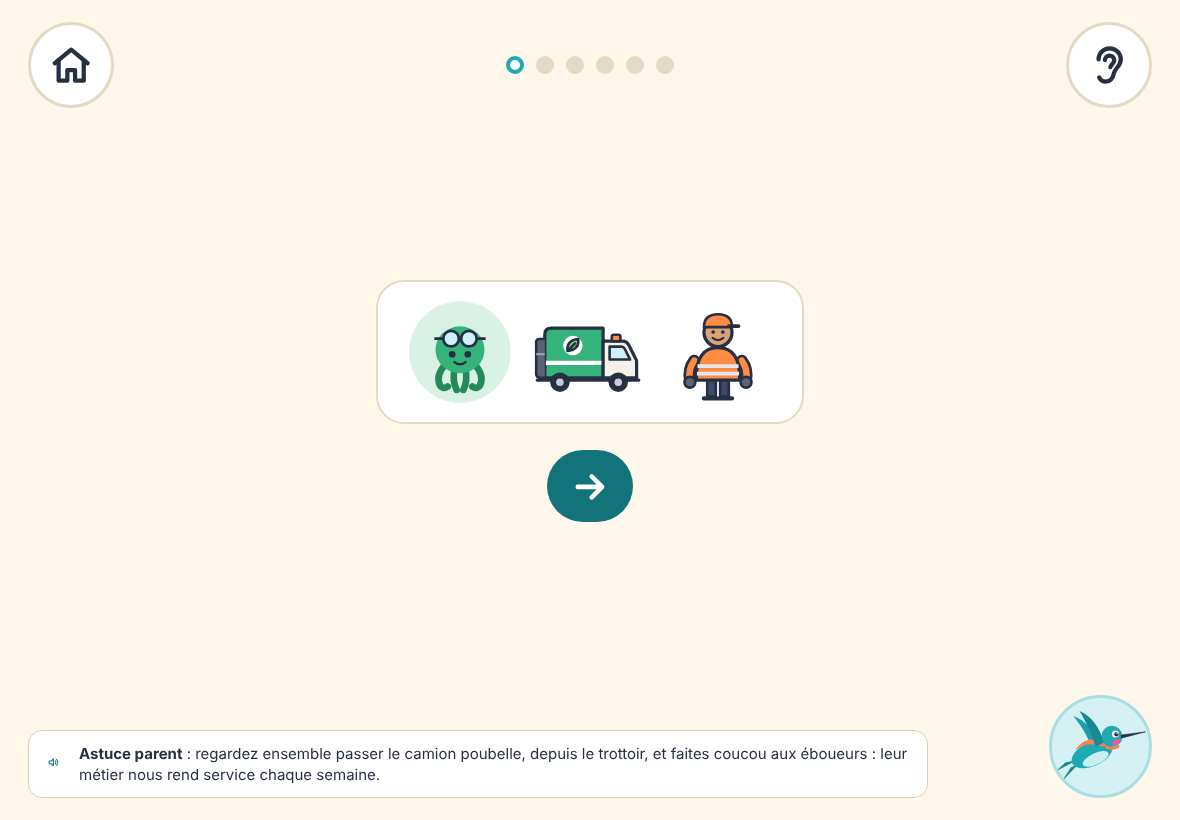 Astuce parent : regardez ensemble passer le camion poubelle, depuis le trottoir, et faites coucou aux éboueurs : leur
métier nous rend service chaque semaine.